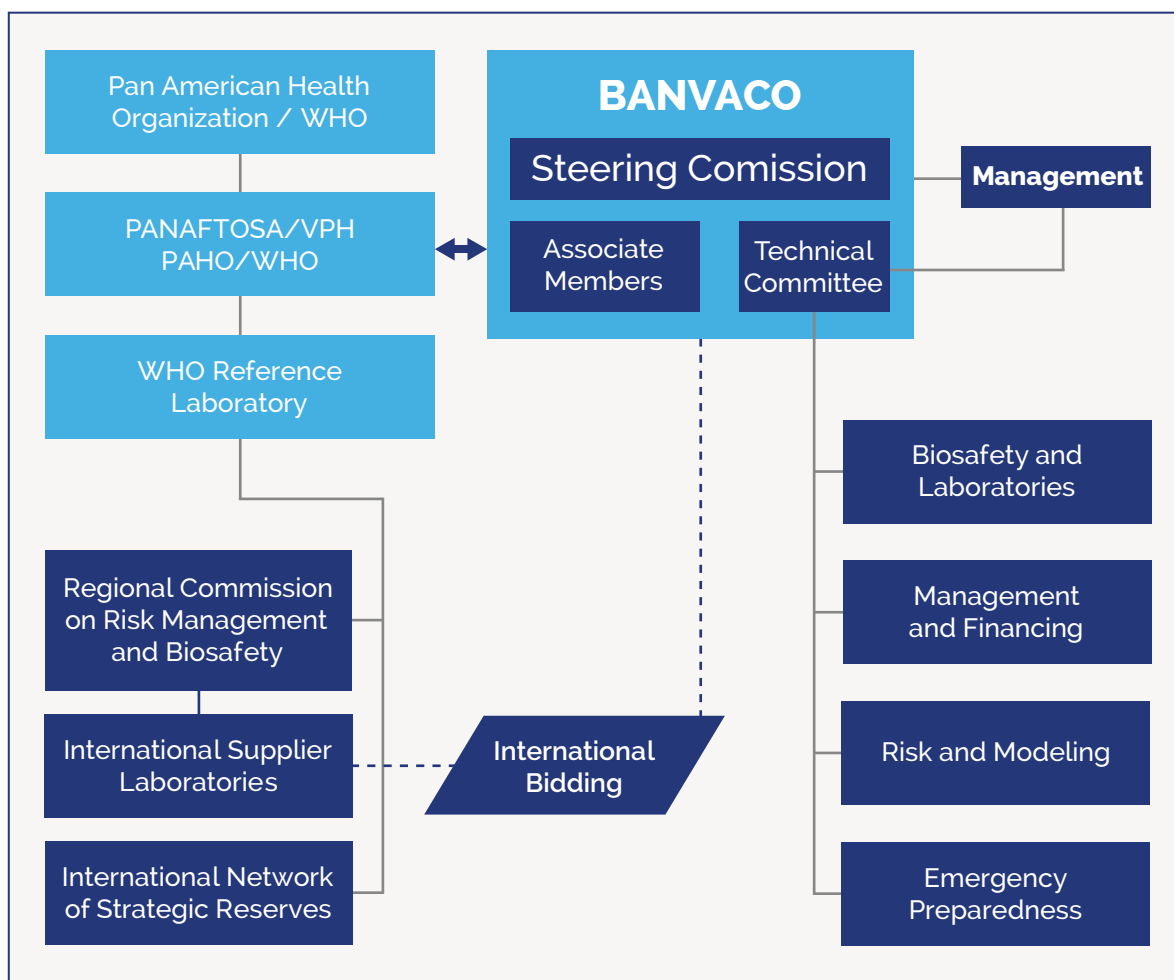 Pan American Health
Organization / WHO
PANAFTOSA/VPH
PAHO/WHO
WHO Reference
Laboratory
Regional Commission
on Risk Management
and Biosafety
International Supplier
Laboratories
International Network
of Strategic Reserves
BANVACO
Steering Comission
Associate
Members
Technical
Committee
Management
International
Bidding
Biosafety and
Laboratories
Management
and Financing
Risk and Modeling
Emergency
Preparedness